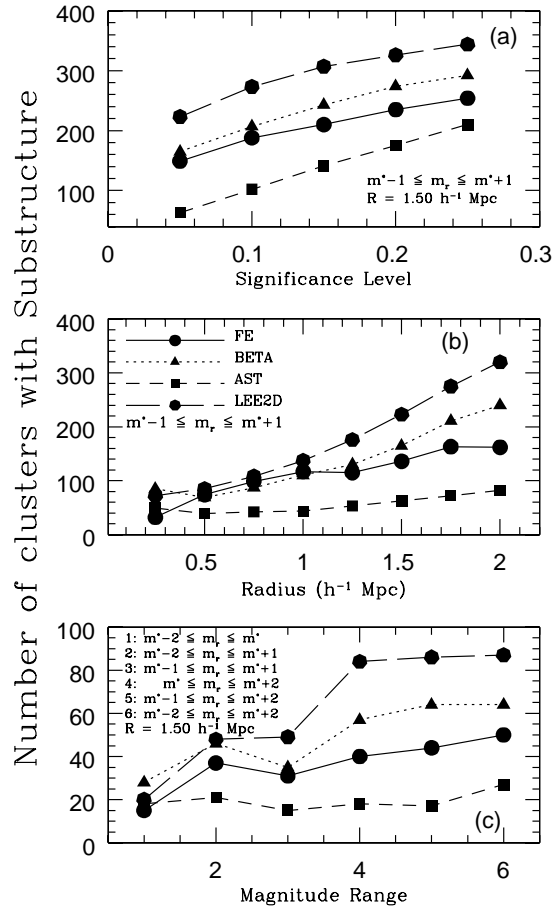 Number of clusters with Substructure
400
(a)
300
200
100
m*-1 ≦ m_r ≦ m*+1
R = 1.50 h⁻¹ Mpc
0 0.1 0.2 0.3
Significance Level
400
FE
(b)
BETA
300
AST
LEE2D
m*-1 ≦ m_r ≦ m*+1
200
100
0
0.5 1 1.5 2
Radius (h⁻¹ Mpc)
100
1: m*-2 ≦ m_r ≦ m*
2: m*-2 ≦ m_r ≦ m*+1
80
3: m*-1 ≦ m_r ≦ m*+1
4: m* ≦ m_r ≦ m*+2
5: m*-1 ≦ m_r ≦ m*+2
60
6: m*-2 ≦ m_r ≦ m*+2
R = 1.50 h⁻¹ Mpc
40
20
(c)
0
2 4 6
Magnitude Range